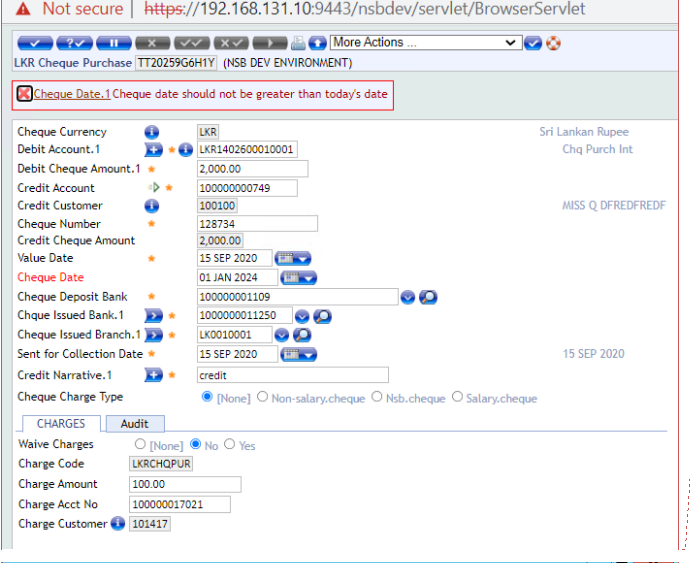 Not secure | https://192.168.131.10:9443/nsbdev/servlet/BrowserServlet
More Actions ...
LKR Cheque Purchase TT20259G6H1Y (NSB DEV ENVIRONMENT)
Cheque Date.1 Cheque date should not be greater than today's date
Cheque Currency LKR Sri Lankan Rupee
Debit Account.1 LKR1402600010001 Chq Purch Int
Debit Cheque Amount.1 2,000.00
Credit Account 100000000749
Credit Customer 100100 MISS Q DFREDFREDF
Cheque Number 128734
Credit Cheque Amount 2,000.00
Value Date 15 SEP 2020
Cheque Date 01 JAN 2024
Cheque Deposit Bank 100000001109
Chque Issued Bank.1 1000000011250
Cheque Issued Branch.1 LK0010001
Sent for Collection Date 15 SEP 2020 15 SEP 2020
Credit Narrative.1 credit
Cheque Charge Type [None] Non-salary.cheque Nsb.cheque Salary.cheque
CHARGES Audit
Waive Charges [None] No Yes
Charge Code LKRCHQPUR
Charge Amount 100.00
Charge Acct No 100000017021
Charge Customer 101417